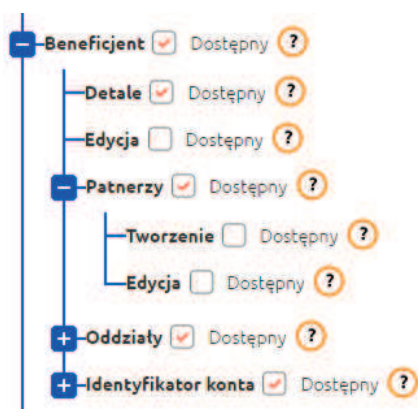 Beneficjent Dostępny ?
Detale Dostępny ?
Edycja Dostępny ?
Patnerzy Dostępny ?
Tworzenie Dostępny ?
Edycja Dostępny ?
Oddziały Dostępny ?
Identyfikator konta Dostępny ?